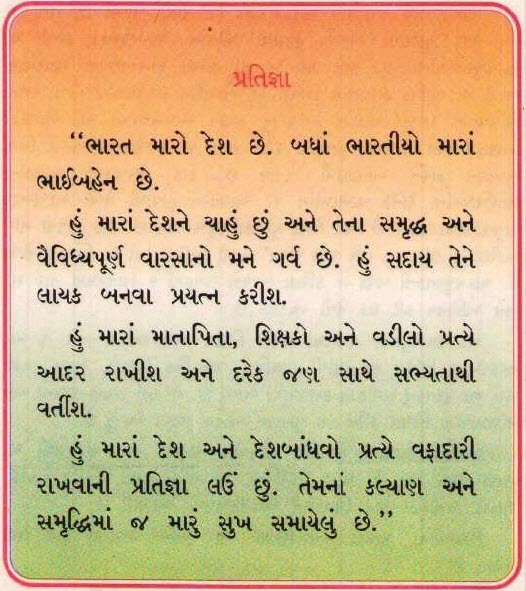 પ્રતિજ્ઞા
“ભારત મારો દેશ છે. બધાં ભારતીયો મારાં
ભાઈબહેન છે.
હું મારાં દેશને ચાહું છું અને તેના સમૃદ્ધ અને
વૈવિધ્યપૂર્ણ વારસાનો મને ગર્વ છે. હું સદાય તેને
લાયક બનવા પ્રયત્ન કરીશ.
હું મારાં માતાપિતા, શિક્ષકો અને વડીલો પ્રત્યે
આદર રાખીશ અને દરેક જણ સાથે સભ્યતાથી
વર્તીશ.
હું મારાં દેશ અને દેશબાંધવો પ્રત્યે વફાદારી
રાખવાની પ્રતિજ્ઞા લઉં છું. તેમનાં કલ્યાણ અને
સમૃદ્ધિમાં જ મારું સુખ સમાયેલું છે.”